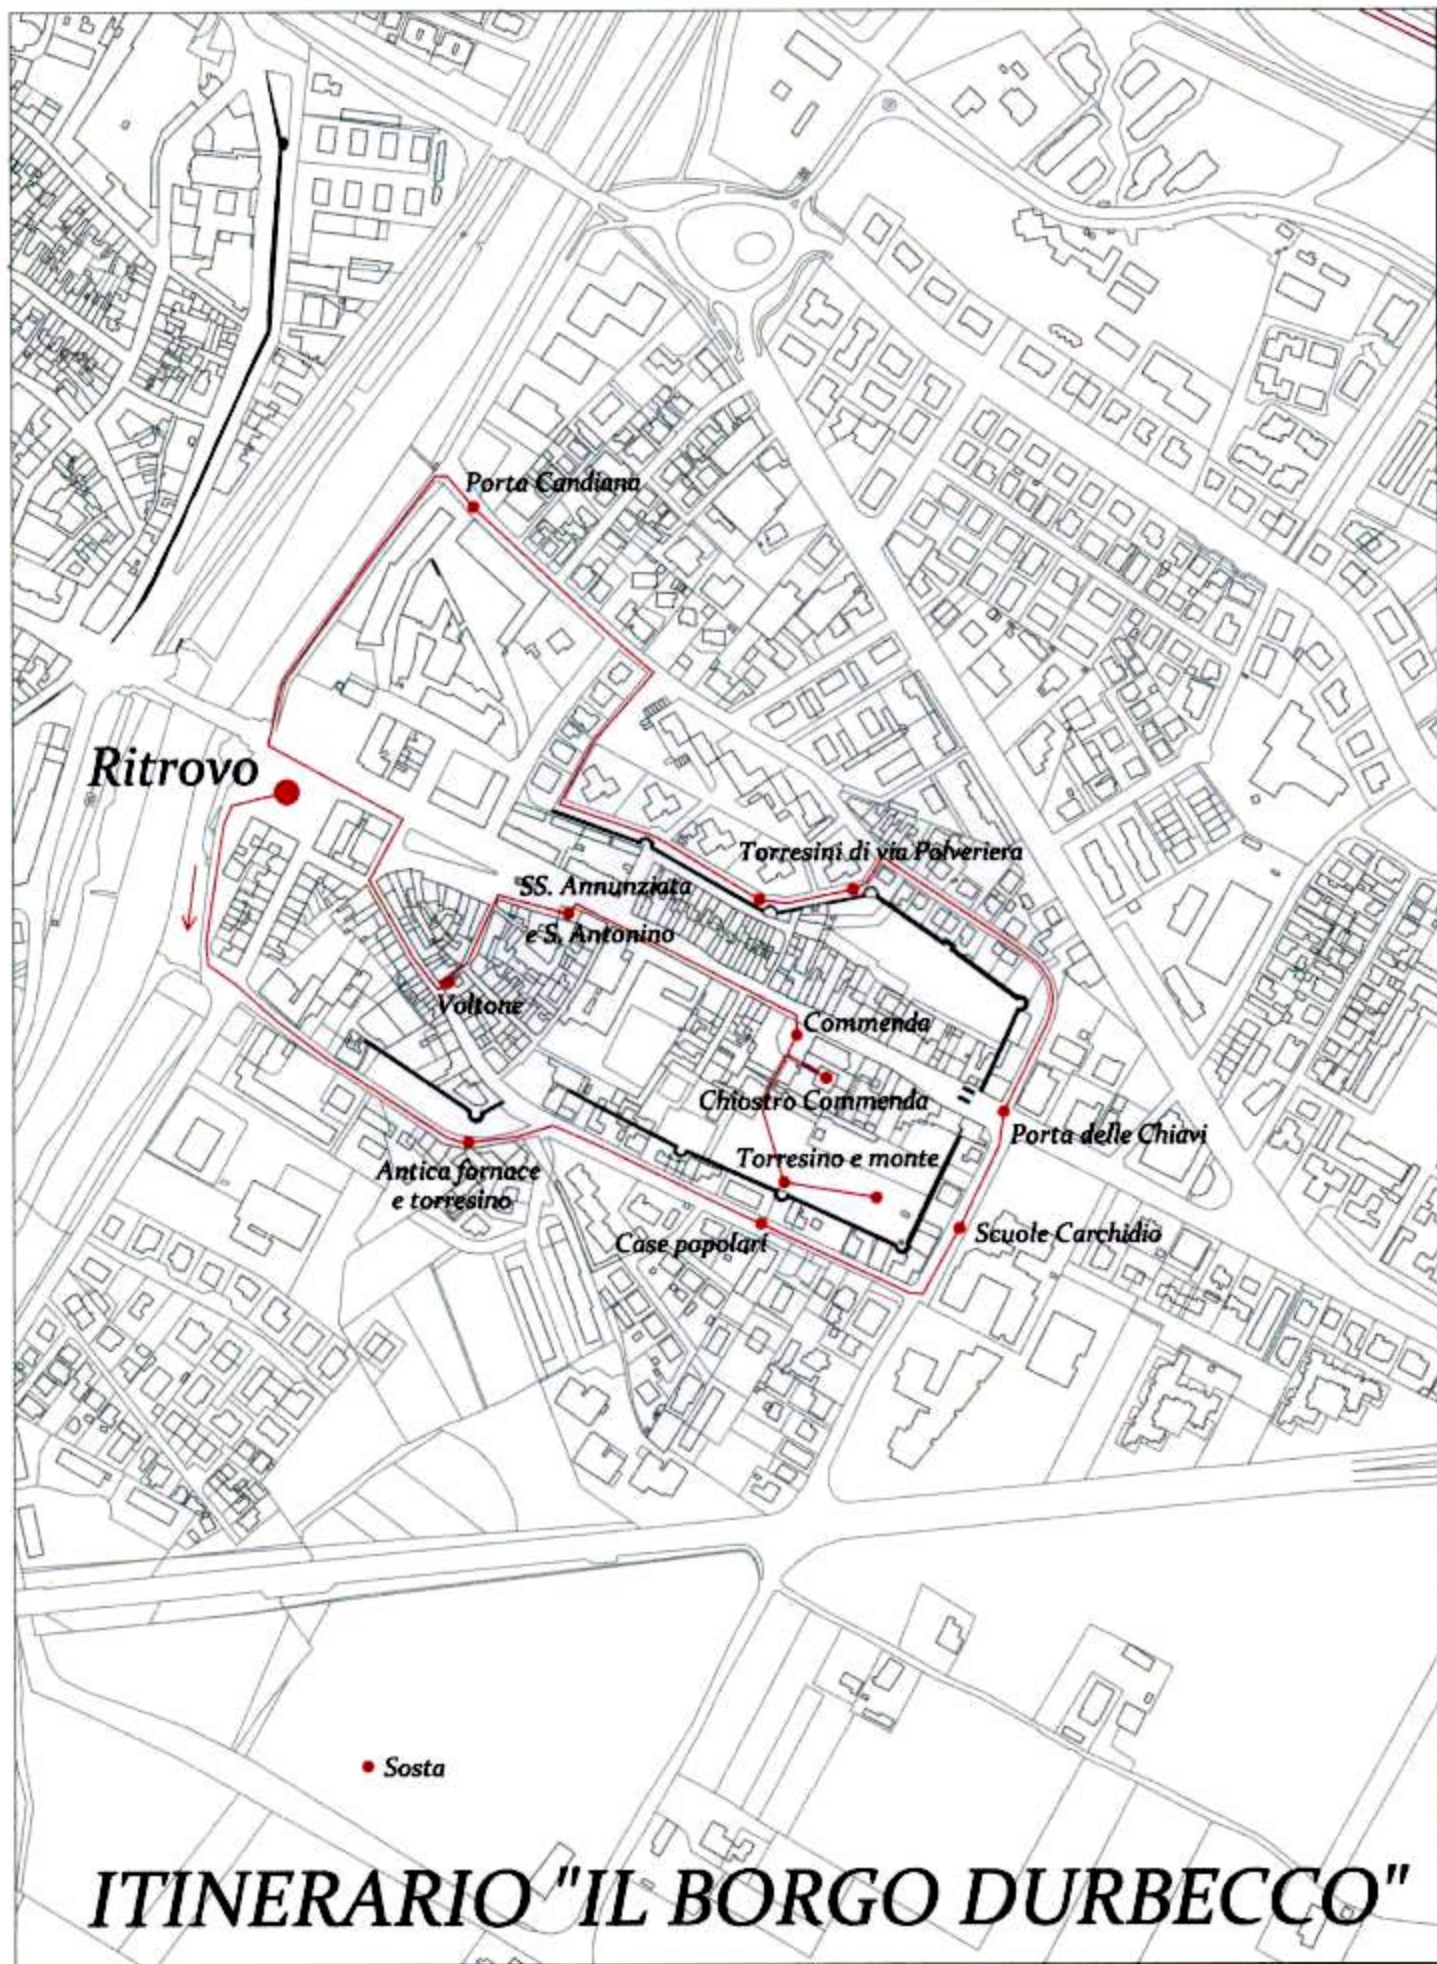 Porta Candiana
Ritrovo
Torresini di via Polveriera
SS. Annunziata
e S. Antonino
Voltone
Commenda
Chiostro Commenda
Porta delle Chiavi
Torresino e monte
Antica fornace
e torresino
Case popolari
Scuole Carchidio
Sosta
ITINERARIO "IL BORGO DURBECCO"